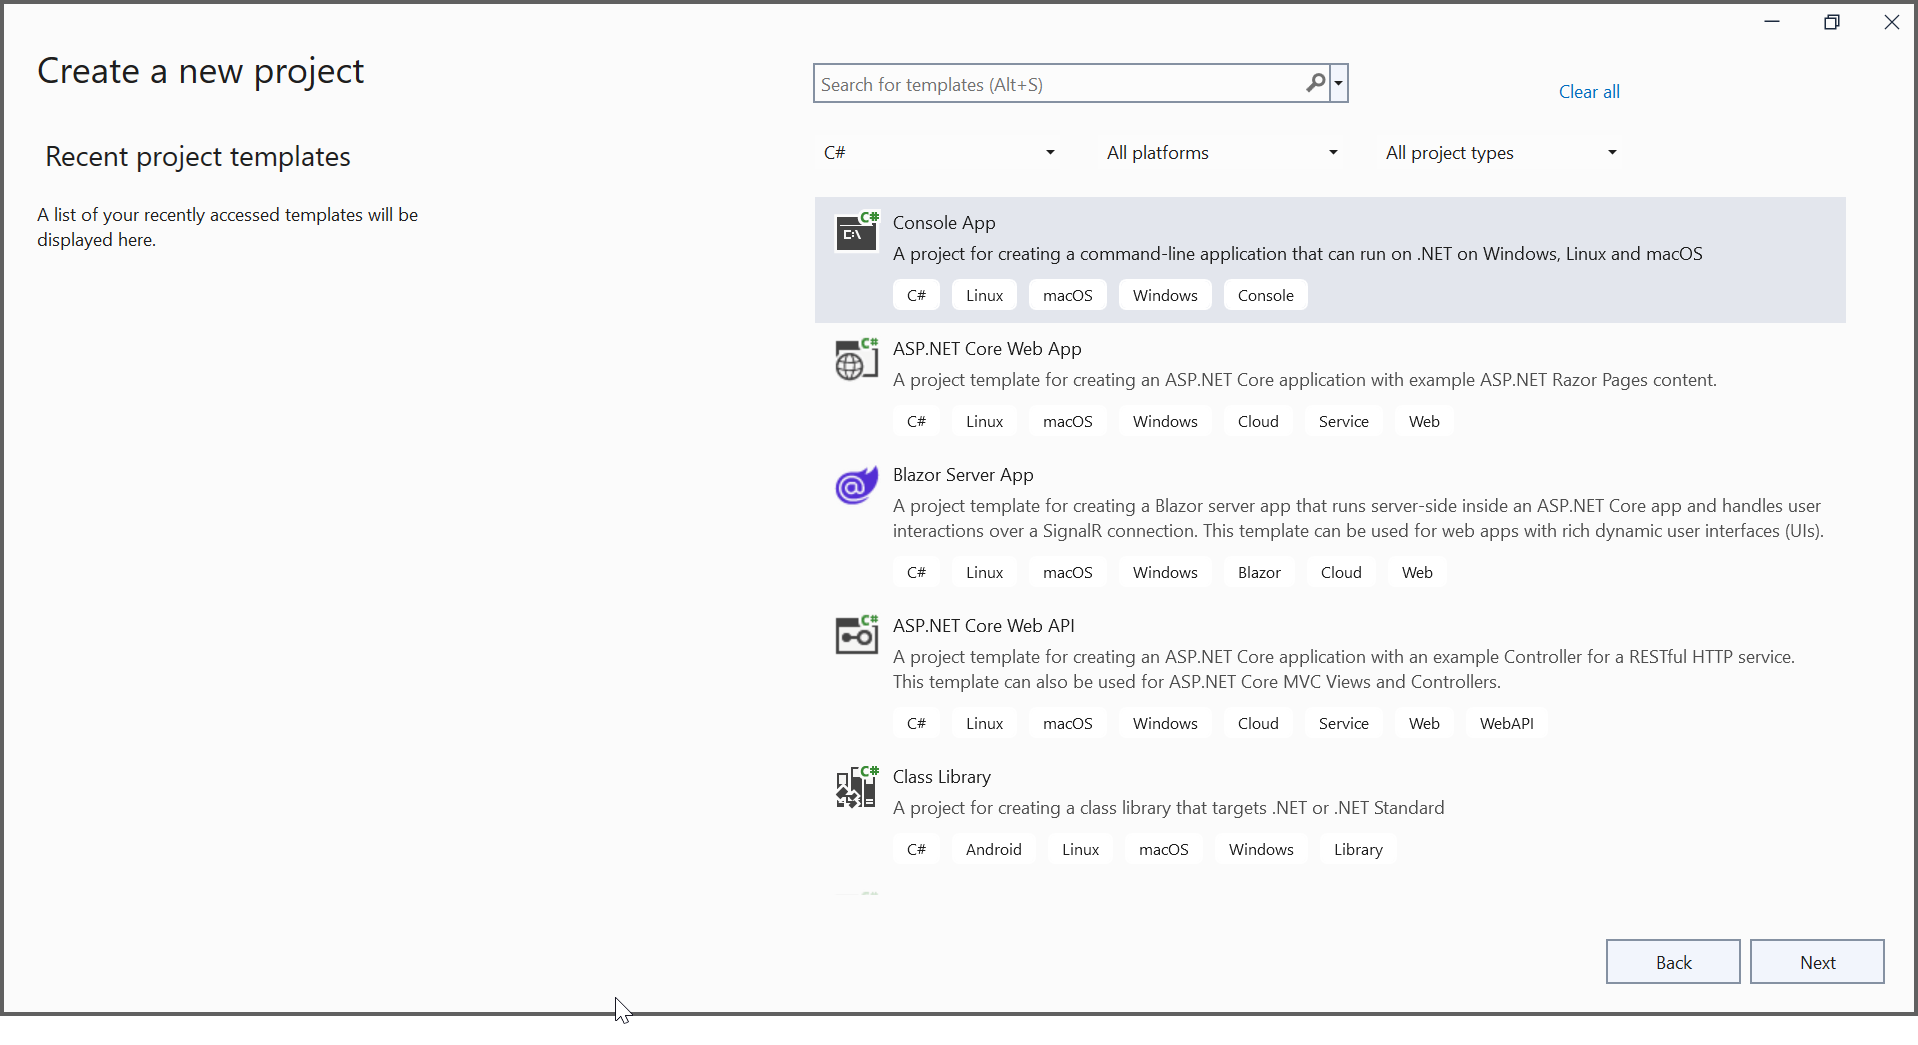 Create a new project
Search for templates (Alt+S)
Clear all
Recent project templates
C# All platforms All project types
A list of your recently accessed templates will be
displayed here.
C#
C:\
Console App
A project for creating a command-line application that can run on .NET on Windows, Linux and macOS
C# Linux macOS Windows Console
C#
ASP.NET Core Web App
A project template for creating an ASP.NET Core application with example ASP.NET Razor Pages content.
C# Linux macOS Windows Cloud Service Web
@
Blazor Server App
A project template for creating a Blazor server app that runs server-side inside an ASP.NET Core app and handles user
interactions over a SignalR connection. This template can be used for web apps with rich dynamic user interfaces (UIs).
C# Linux macOS Windows Blazor Cloud Web
C#
ASP.NET Core Web API
A project template for creating an ASP.NET Core application with an example Controller for a RESTful HTTP service.
This template can also be used for ASP.NET Core MVC Views and Controllers.
C# Linux macOS Windows Cloud Service Web WebAPI
C#
Class Library
A project for creating a class library that targets .NET or .NET Standard
C# Android Linux macOS Windows Library
Back Next